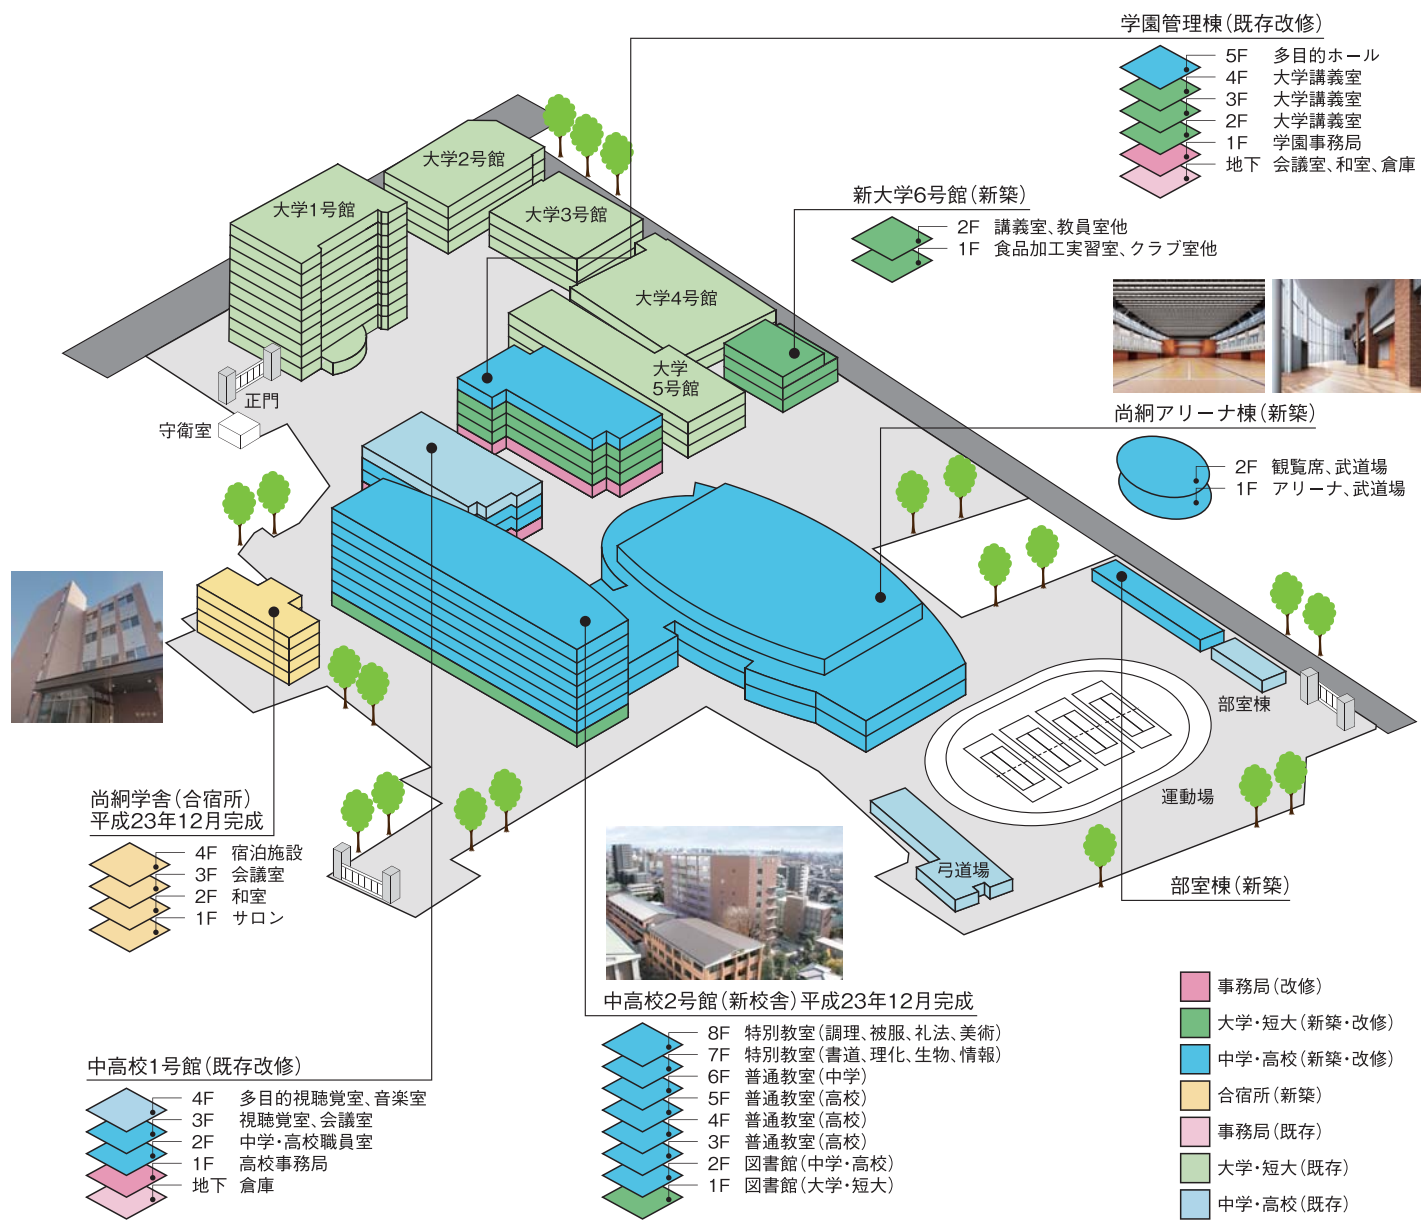 学園管理棟(既存改修)
5F 多目的ホール
4F 大学講義室
3F 大学講義室
2F 大学講義室
1F 学園事務局
地下 会議室、和室、倉庫
新大学6号館(新築)
2F 講義室、教員室他
1F 食品加工実習室、クラブ室他
大学2号館
大学1号館
大学3号館
大学4号館
大学
5号館
正門
守衛室
尚絅アリーナ棟(新築)
2F 観覧席、武道場
1F アリーナ、武道場
部室棟
運動場
弓道場
部室棟(新築)
尚絅学舎(合宿所)
平成23年12月完成
4F 宿泊施設
3F 会議室
2F 和室
1F サロン
中高校2号館(新校舎)平成23年12月完成
8F 特別教室(調理、被服、礼法、美術)
7F 特別教室(書道、理化、生物、情報)
6F 普通教室(中学)
5F 普通教室(高校)
4F 普通教室(高校)
3F 普通教室(高校)
2F 図書館(中学・高校)
1F 図書館(大学・短大)
中高校1号館(既存改修)
4F 多目的視聴覚室、音楽室
3F 視聴覚室、会議室
2F 中学・高校職員室
1F 高校事務局
地下 倉庫
事務局(改修)
大学・短大(新築・改修)
中学・高校(新築・改修)
合宿所(新築)
事務局(既存)
大学・短大(既存)
中学・高校(既存)